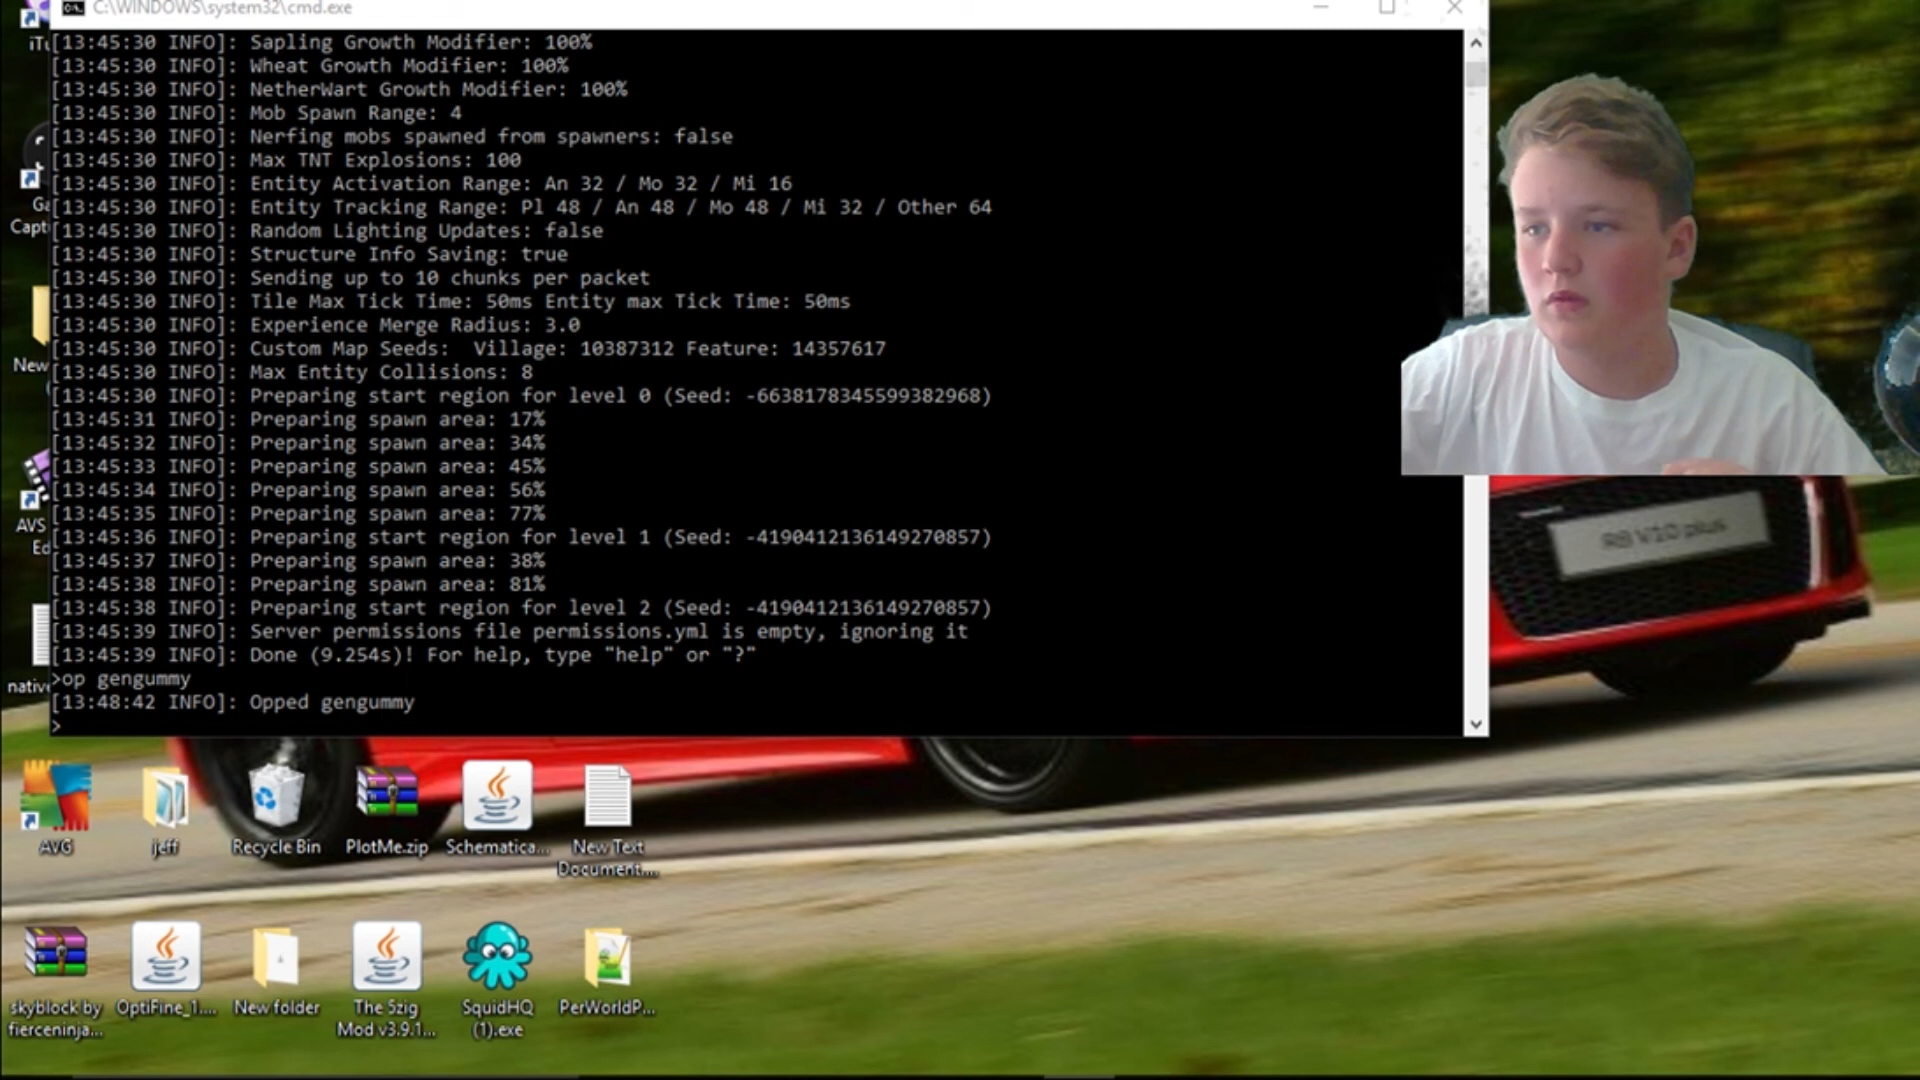 C:\WINDOWS\system32\cmd.exe
[13:45:30 INFO]: Sapling Growth Modifier: 100%
[13:45:30 INFO]: Wheat Growth Modifier: 100%
[13:45:30 INFO]: NetherWart Growth Modifier: 100%
[13:45:30 INFO]: Mob Spawn Range: 4
[13:45:30 INFO]: Nerfing mobs spawned from spawners: false
[13:45:30 INFO]: Max TNT Explosions: 100
[13:45:30 INFO]: Entity Activation Range: An 32 / Mo 32 / Mi 16
[13:45:30 INFO]: Entity Tracking Range: Pl 48 / An 48 / Mo 48 / Mi 32 / Other 64
[13:45:30 INFO]: Random Lighting Updates: false
[13:45:30 INFO]: Structure Info Saving: true
[13:45:30 INFO]: Sending up to 10 chunks per packet
[13:45:30 INFO]: Tile Max Tick Time: 50ms Entity max Tick Time: 50ms
[13:45:30 INFO]: Experience Merge Radius: 3.0
[13:45:30 INFO]: Custom Map Seeds:  Village: 10387312 Feature: 14357617
[13:45:30 INFO]: Max Entity Collisions: 8
[13:45:30 INFO]: Preparing start region for level 0 (Seed: -6638178345599382968)
[13:45:31 INFO]: Preparing spawn area: 17%
[13:45:32 INFO]: Preparing spawn area: 34%
[13:45:33 INFO]: Preparing spawn area: 45%
[13:45:34 INFO]: Preparing spawn area: 56%
[13:45:35 INFO]: Preparing spawn area: 77%
[13:45:36 INFO]: Preparing start region for level 1 (Seed: -4190412136149270857)
[13:45:37 INFO]: Preparing spawn area: 38%
[13:45:38 INFO]: Preparing spawn area: 81%
[13:45:38 INFO]: Preparing start region for level 2 (Seed: -4190412136149270857)
[13:45:39 INFO]: Server permissions file permissions.yml is empty, ignoring it
[13:45:39 INFO]: Done (9.254s)! For help, type "help" or "?"
>op gengummy
[13:48:42 INFO]: Opped gengummy
>
iTu
Ga
Capt
New
AVS
Ed
native
R8 V10 plus
AVG
jeff
Recycle Bin
PlotMe.zip
Schematica...
New Text
Document....
skyblock by
fierceninja...
OptiFine_1....
New folder
The 5zig
Mod v3.9.1...
SquidHQ
(1).exe
PerWorldP...